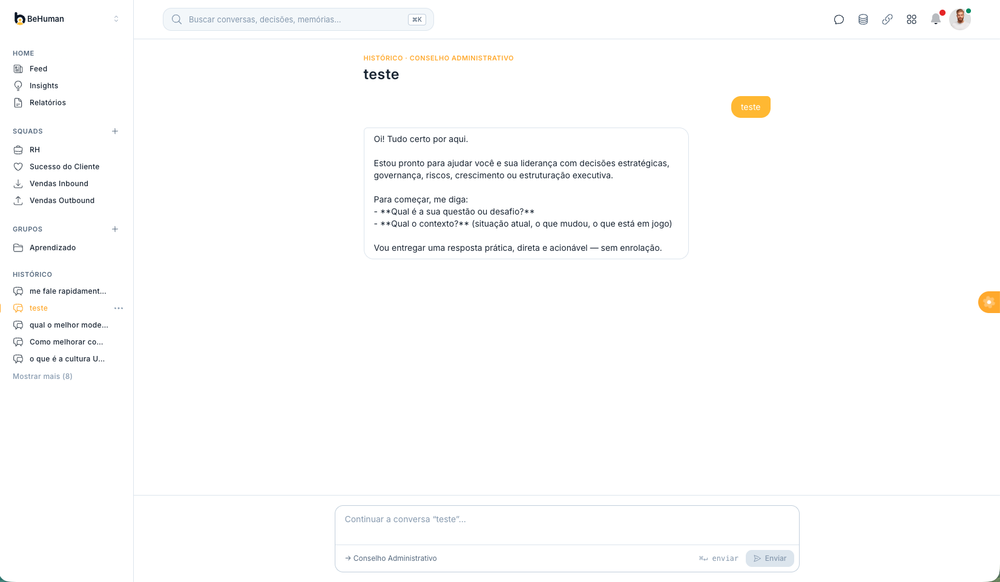 BeHuman
Buscar conversas, decisões, memórias...
⌘K
HOME
Feed
Insights
Relatórios
SQUADS
RH
Sucesso do Cliente
Vendas Inbound
Vendas Outbound
GRUPOS
Aprendizado
HISTÓRICO
me fale rapidament...
teste
qual o melhor mode...
Como melhorar co...
o que é a cultura U...
Mostrar mais (8)
HISTÓRICO · CONSELHO ADMINISTRATIVO
teste
teste
Oi! Tudo certo por aqui.
Estou pronto para ajudar você e sua liderança com decisões estratégicas,
governança, riscos, crescimento ou estruturação executiva.
Para começar, me diga:
- **Qual é a sua questão ou desafio?**
- **Qual o contexto?** (situação atual, o que mudou, o que está em jogo)
Vou entregar uma resposta prática, direta e acionável — sem enrolação.
Continuar a conversa “teste”...
→ Conselho Administrativo
⌘↵ enviar
Enviar